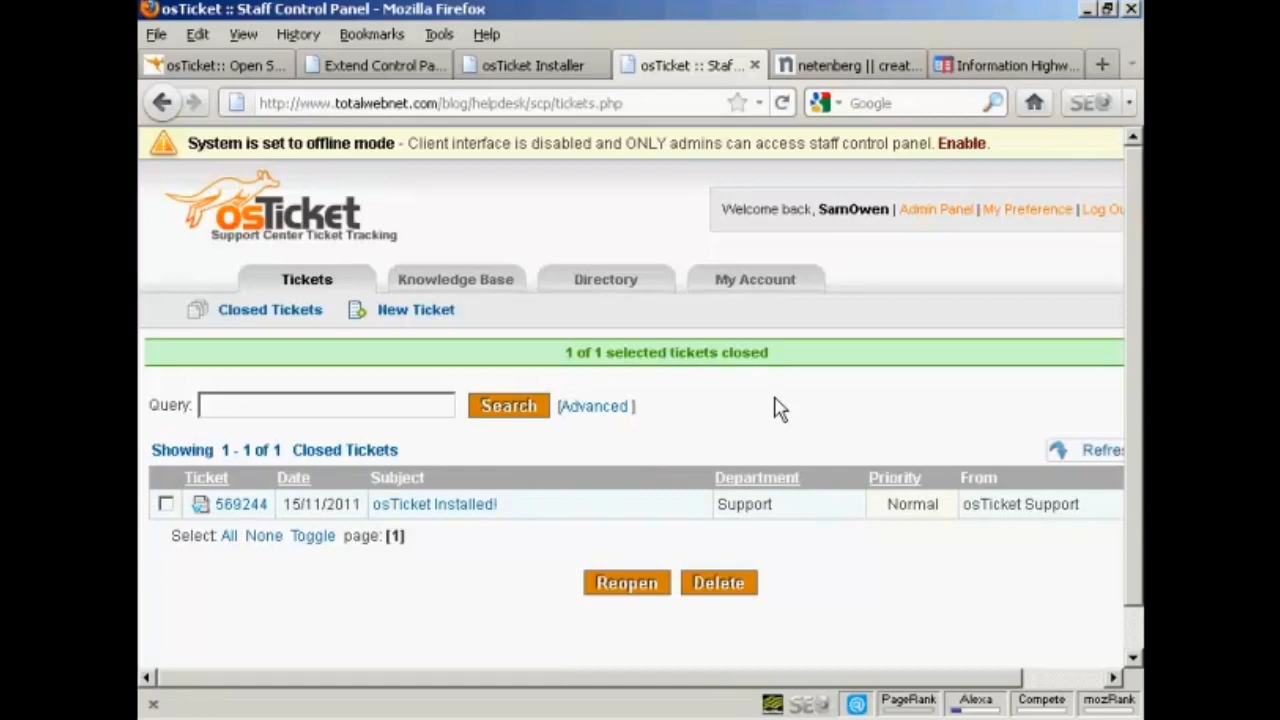 osTicket :: Staff Control Panel - Mozilla Firefox
File Edit View History Bookmarks Tools Help
osTicket:: Open S... Extend Control Pa... osTicket Installer osTicket :: Staf... netenberg || creat... Information Highw...
http://www.totalwebnet.com/blog/helpdesk/scp/tickets.php Google SEO
System is set to offline mode - Client interface is disabled and ONLY admins can access staff control panel. Enable.
osTicket
Support Center Ticket Tracking
Welcome back, SamOwen | Admin Panel | My Preference | Log Ou
Tickets Knowledge Base Directory My Account
Closed Tickets New Ticket
1 of 1 selected tickets closed
Query: Search [Advanced ]
Showing 1 - 1 of 1 Closed Tickets Refre
Ticket Date Subject Department Priority From
569244 15/11/2011 osTicket Installed! Support Normal osTicket Support
Select: All None Toggle page: [1]
Reopen Delete
SEO PageRank Alexa Compete mozRank